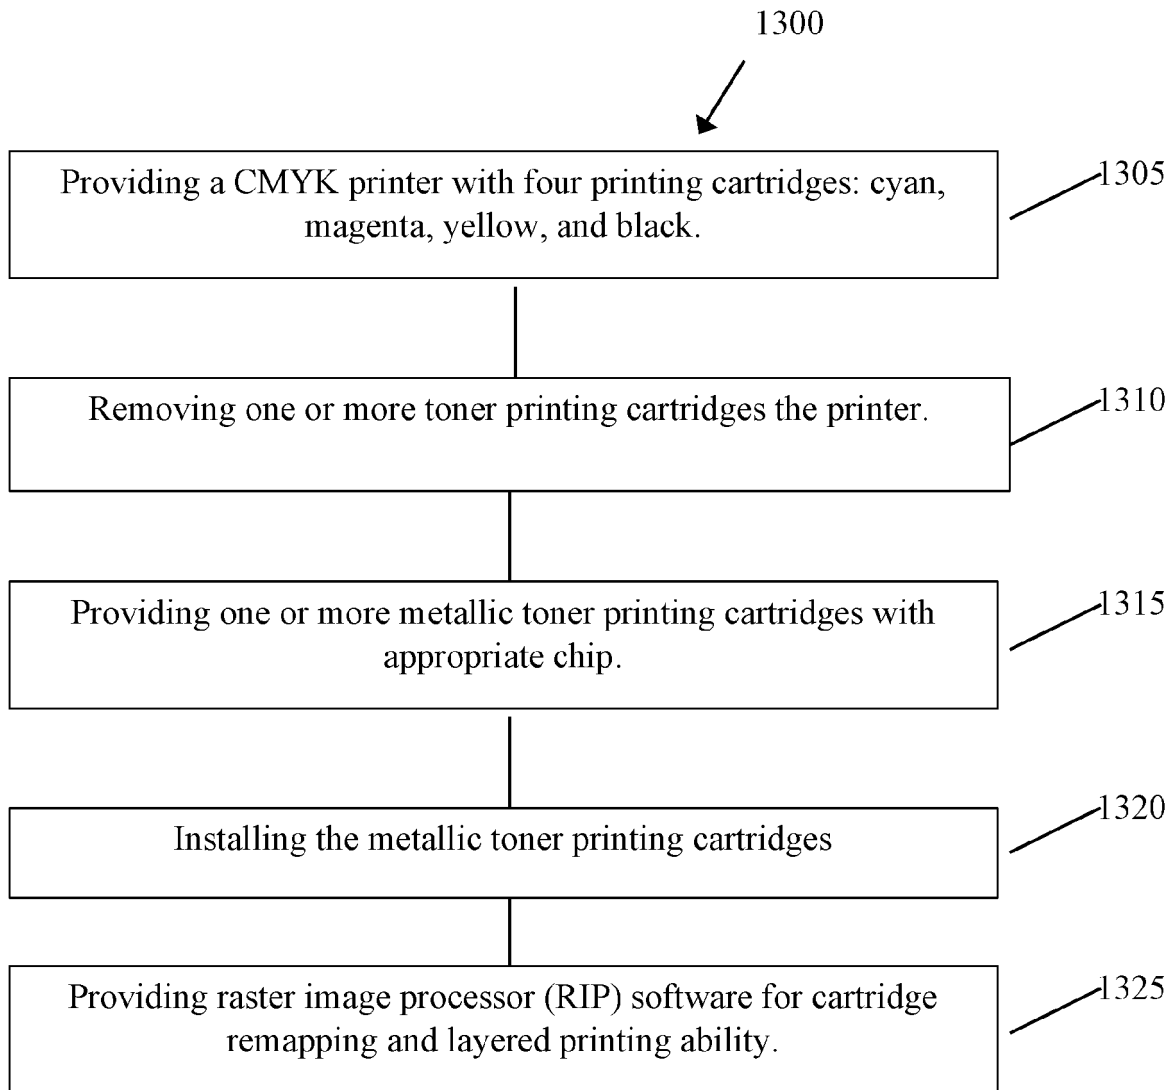 1300
Providing a CMYK printer with four printing cartridges: cyan,
magenta, yellow, and black.
1305
Removing one or more toner printing cartridges the printer.
1310
Providing one or more metallic toner printing cartridges with
appropriate chip.
1315
Installing the metallic toner printing cartridges
1320
Providing raster image processor (RIP) software for cartridge
remapping and layered printing ability.
1325